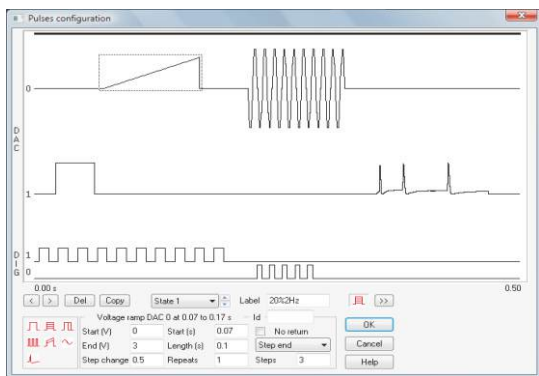 Pulses configuration
0
D
A
C
1
D 1
I
G 0
0.00 s 0.50
< > Del Copy State 1 Label 20%2Hz >>
Voltage ramp DAC 0 at 0.07 to 0.17 s Id
Start (V) 0 Start (s) 0.07 No return OK
End (V) 3 Length (s) 0.1 Step end Cancel
Step change 0.5 Repeats 1 Steps 3 Help